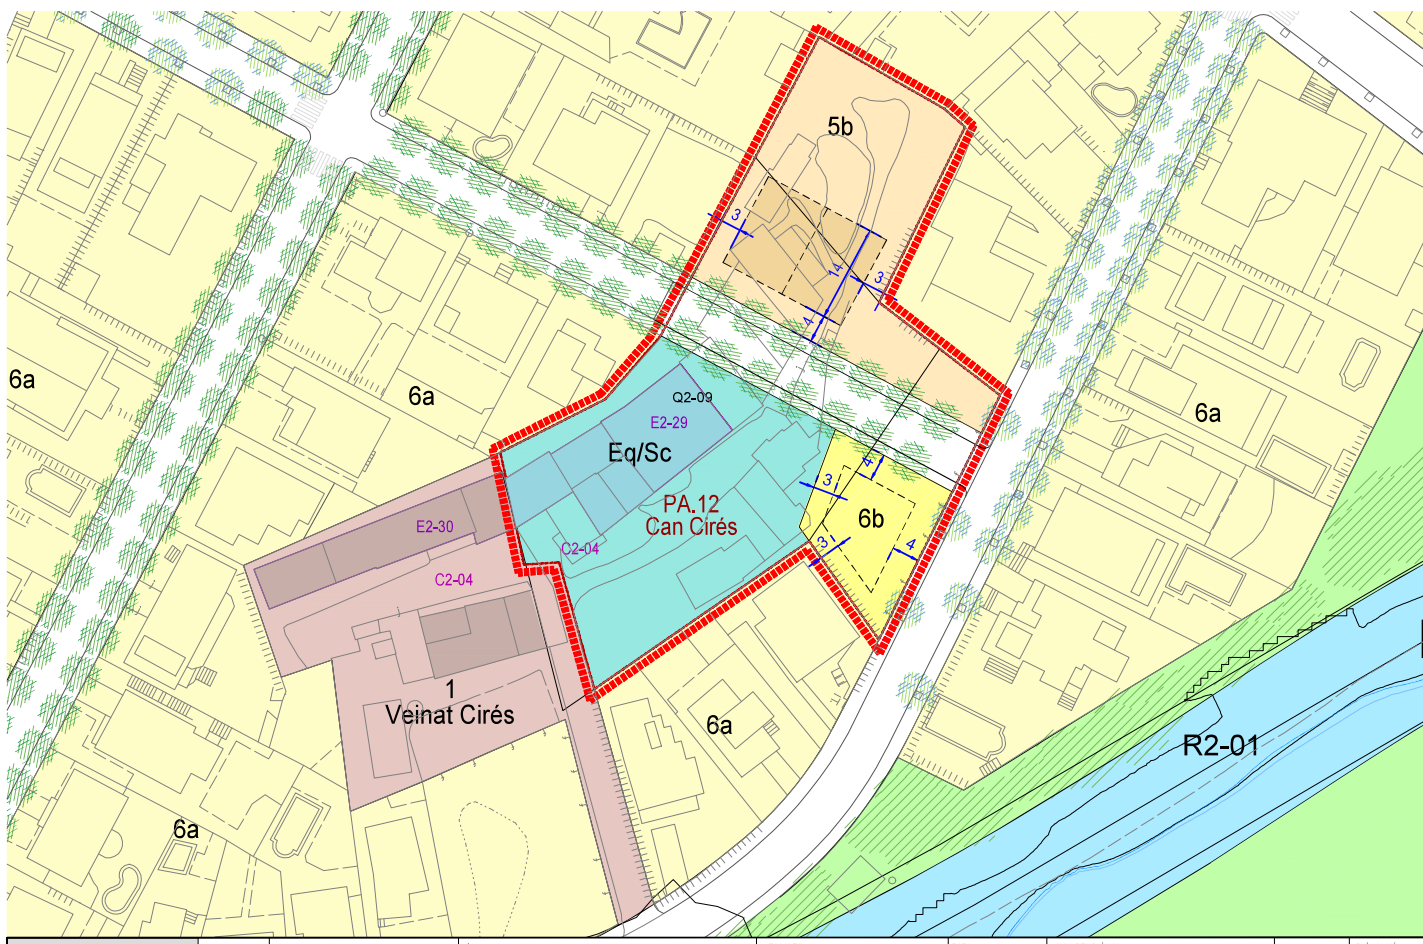 5b
3
14
3
4
6a
6a
Q2-09
E2-29
6a
Eq/Sc
4
3
PA.12
Can Cirés
6b
E2-30
3
4
C2-04
C2-04
1
Veïnat Cirés
6a
R2-01
6a